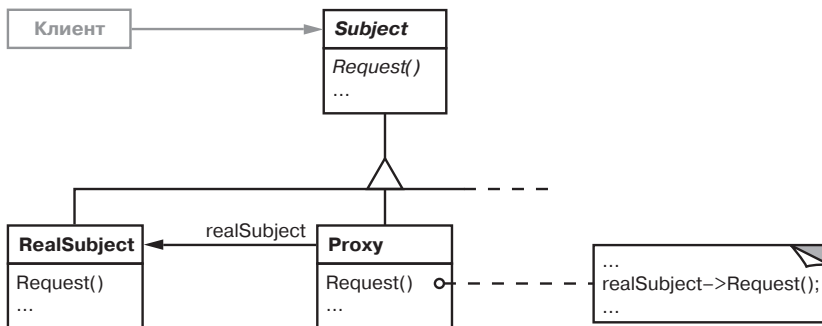 Клиент
Subject
Request()
...
RealSubject
Request()
...
realSubject
Proxy
Request()
...
...
realSubject–>Request();
...